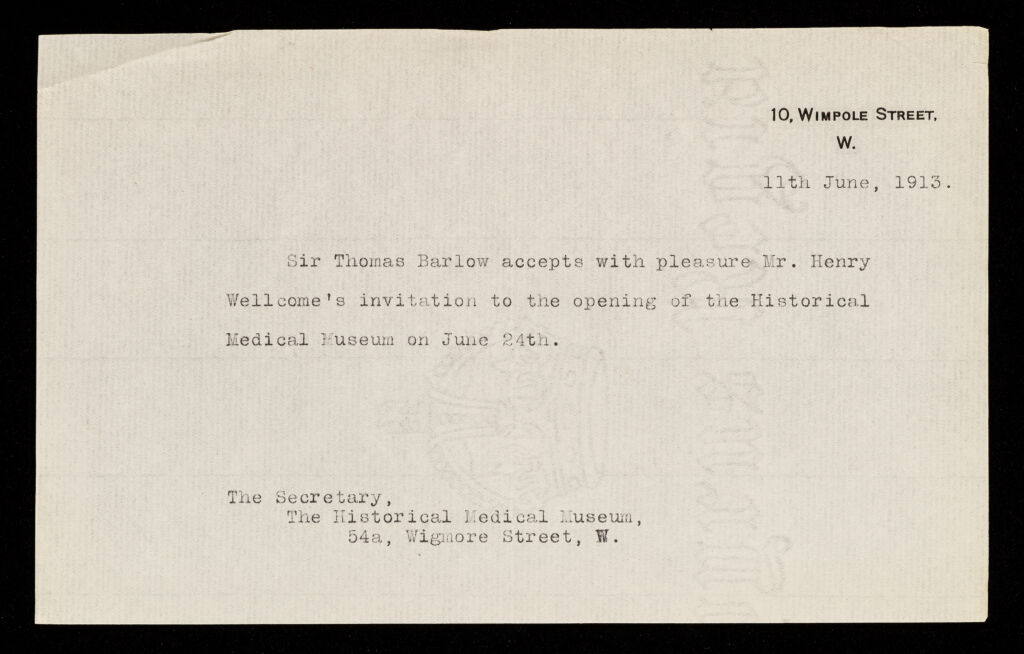 10, WIMPOLE STREET,
W.
11th June, 1913.
Sir Thomas Barlow accepts with pleasure Mr. Henry
Wellcome's invitation to the opening of the Historical
Medical Museum on June 24th.
The Secretary,
The Historical Medical Museum,
54a, Wigmore Street, W.